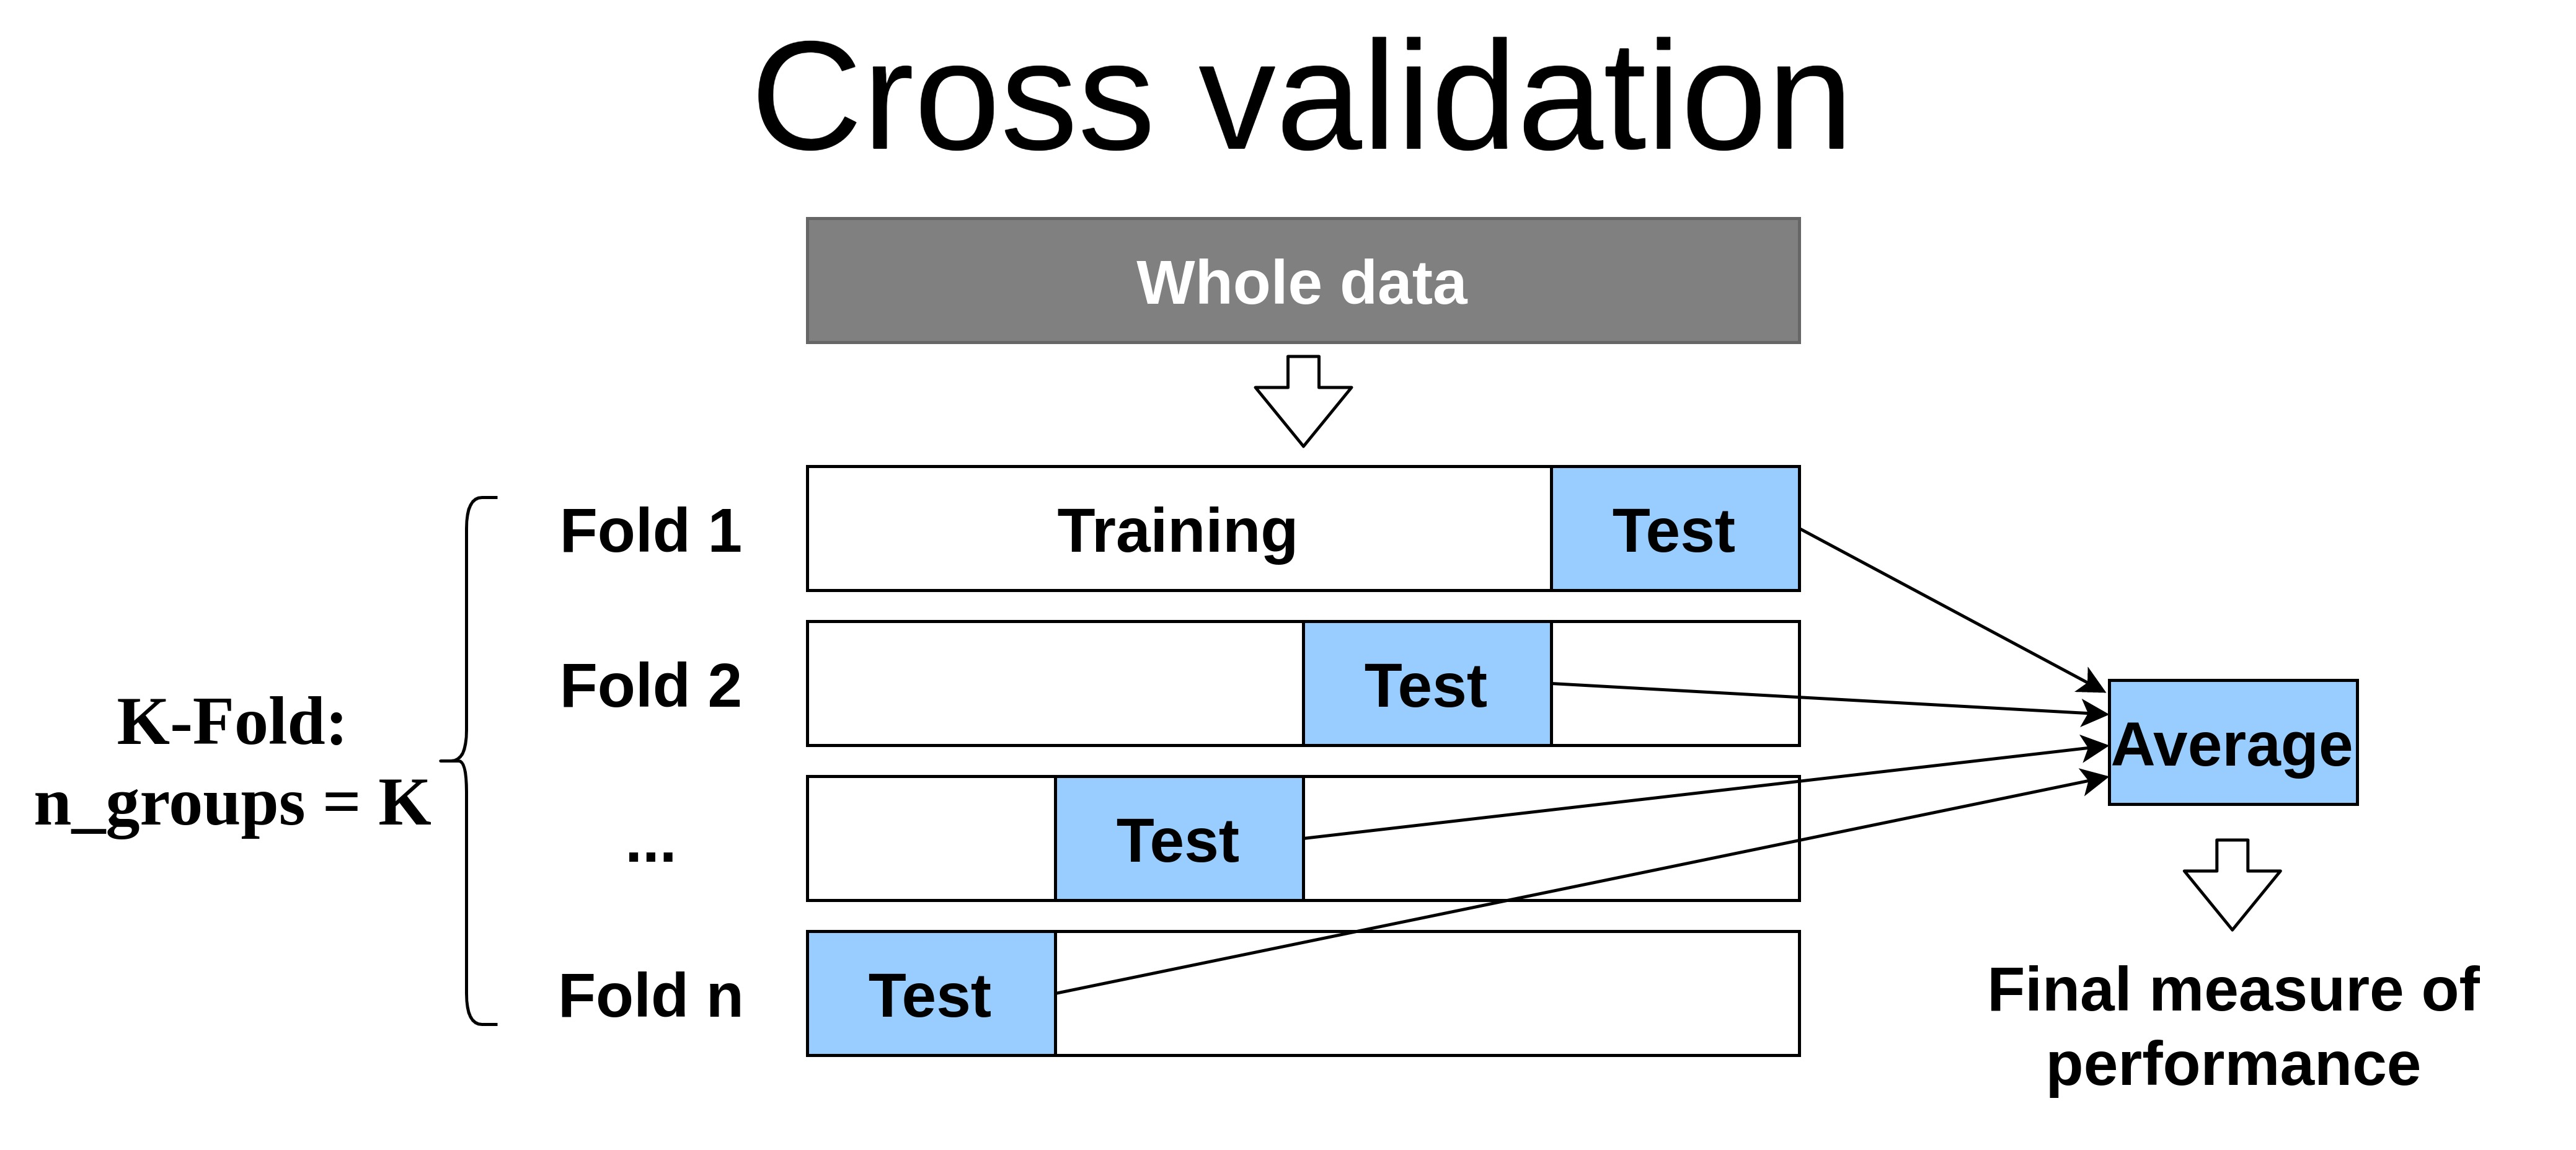 Cross validation
Whole data
Fold 1
Training
Test
Fold 2
Test
K-Fold:
n_groups = K
...
Test
Fold n
Test
Average
Final measure of
performance